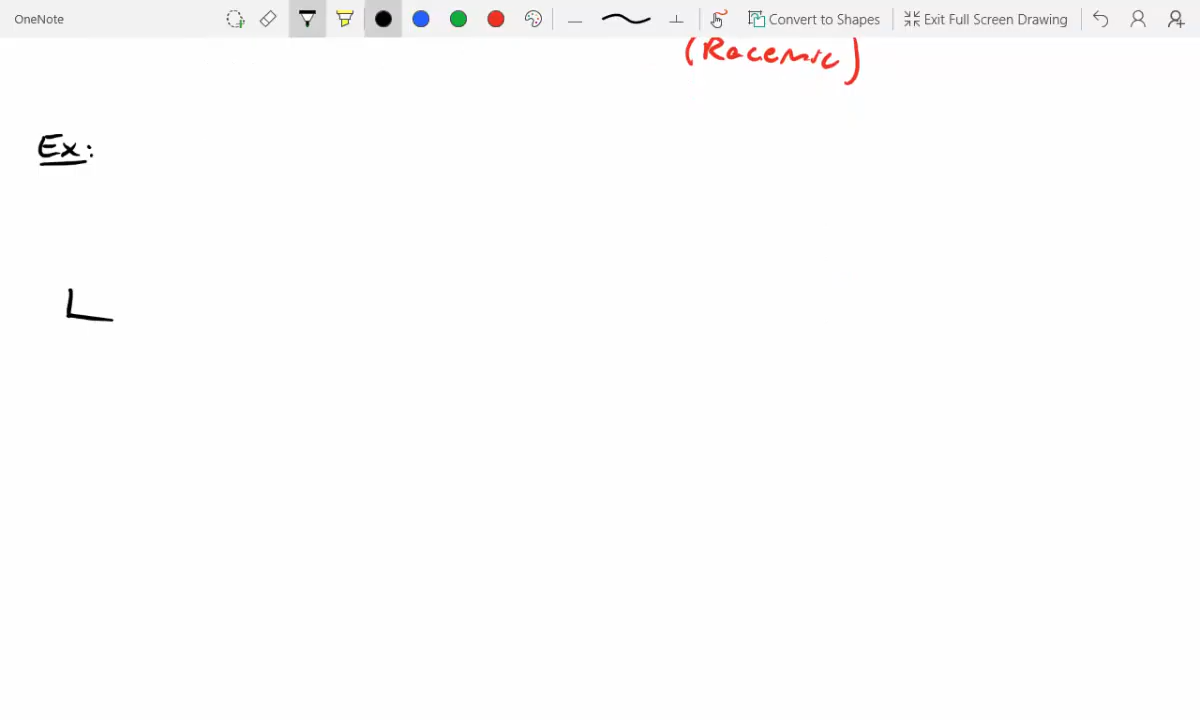 OneNote
Convert to Shapes
Exit Full Screen Drawing
(Racemic)
Ex: